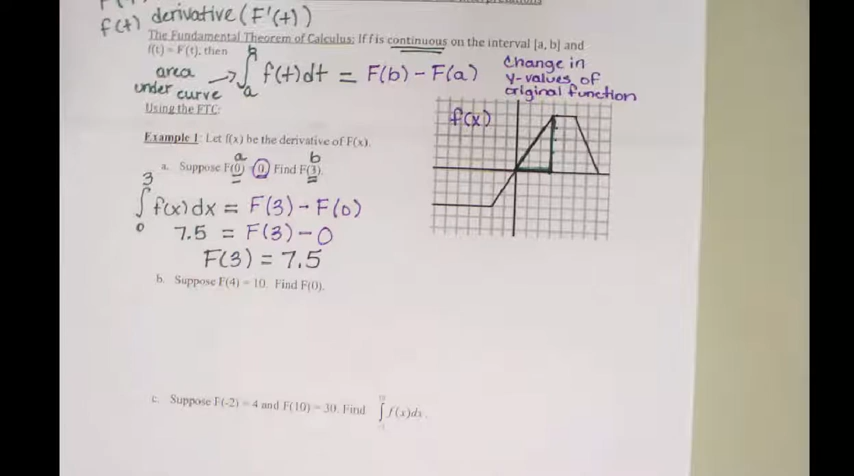 f(t) derivative (F'(t))
The Fundamental Theorem of Calculus: If f is continuous on the interval [a, b] and
f(t) = F'(t), then
∫ₐᵇ f(t)dt = F(b) - F(a)
area
under curve
Change in
y-values of
original function
Using the FTC:
f(x)
Example 1: Let f(x) be the derivative of F(x).
a b
a. Suppose F(0) = 0. Find F(3).
∫₀³ f(x)dx = F(3) - F(0)
7.5 = F(3) - 0
F(3) = 7.5
b. Suppose F(4) = 10. Find F(0).
c. Suppose F(-2) = 4 and F(10) = 30. Find ∫ f(x)dx.